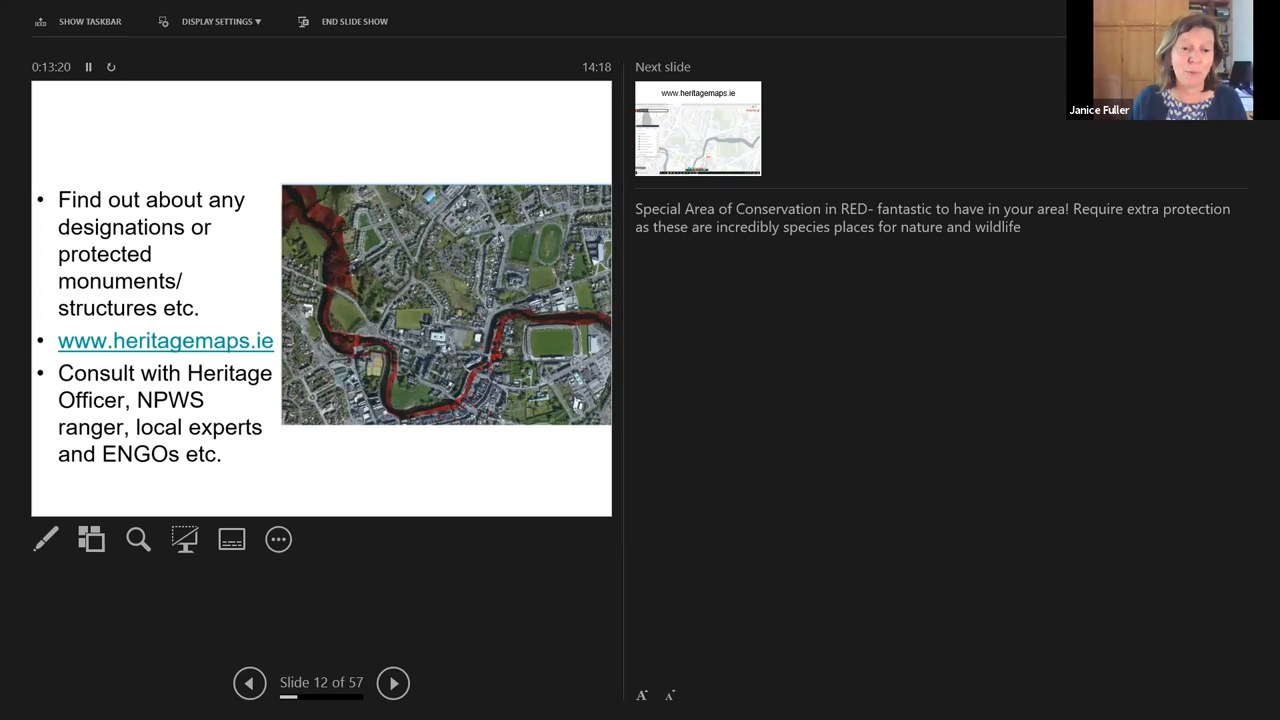 SHOW TASKBAR
DISPLAY SETTINGS ▼
END SLIDE SHOW
0:13:20
14:18
Next slide
www.heritagemaps.ie
Janice Fuller
• Find out about any
designations or
protected
monuments/
structures etc.
• www.heritagemaps.ie
• Consult with Heritage
Officer, NPWS
ranger, local experts
and ENGOs etc.
Special Area of Conservation in RED- fantastic to have in your area! Require extra protection
as these are incredibly species places for nature and wildlife
Slide 12 of 57
A A